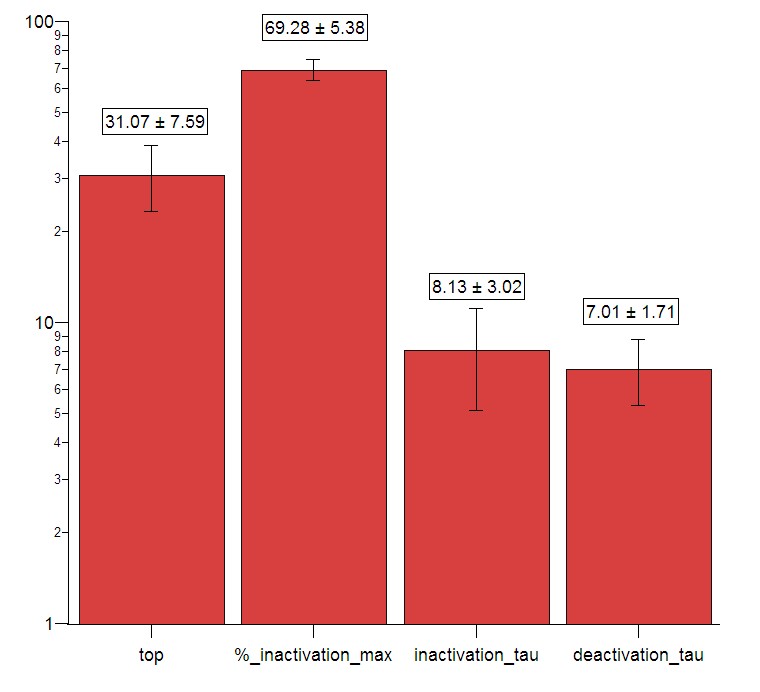 100
9
8
7
6
5
4
3
2
10
9
8
7
6
5
4
3
2
1
31.07 ± 7.59
69.28 ± 5.38
8.13 ± 3.02
7.01 ± 1.71
top
%_inactivation_max
inactivation_tau
deactivation_tau